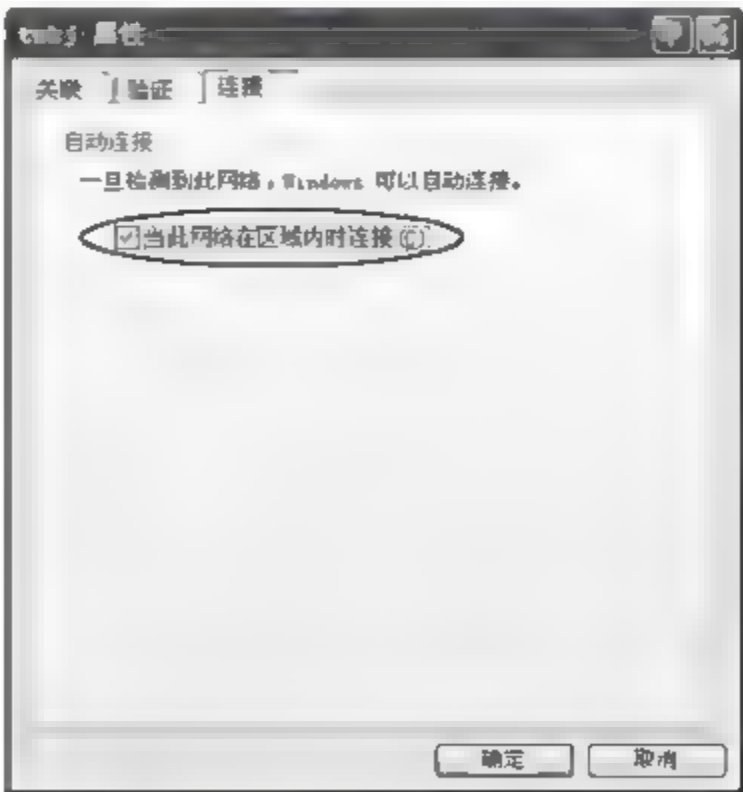 属性
关联 验证 连接
自动连接
一旦检测到此网络，Windows 可以自动连接。
当此网络在区域内时连接(C)
确定 取消